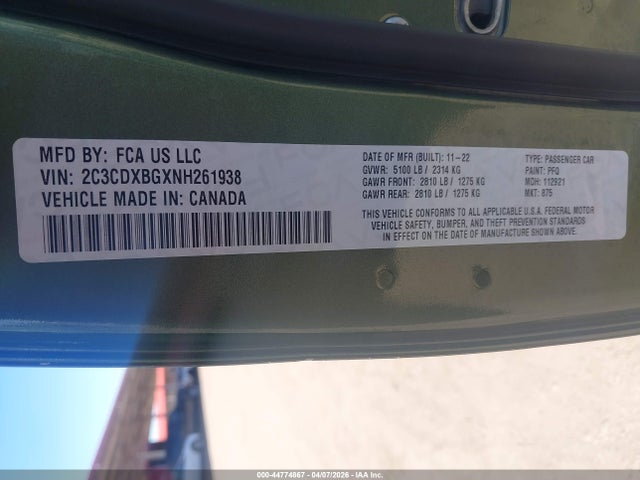 MFD BY: FCA US LLC
VIN: 2C3CDXBGXNH261938
VEHICLE MADE IN: CANADA
DATE OF MFR (BUILT): 11-22
GVWR: 5100 LB / 2314 KG
GAWR FRONT: 2810 LB / 1275 KG
GAWR REAR: 2810 LB / 1275 KG
TYPE: PASSENGER CAR
PAINT: PFQ
MDH: 112921
MKT: 875
THIS VEHICLE CONFORMS TO ALL APPLICABLE U.S.A. FEDERAL MOTOR
VEHICLE SAFETY, BUMPER, AND THEFT PREVENTION STANDARDS
IN EFFECT ON THE DATE OF MANUFACTURE SHOWN ABOVE.
000-44774867 - 04/07/2026 - IAA Inc.